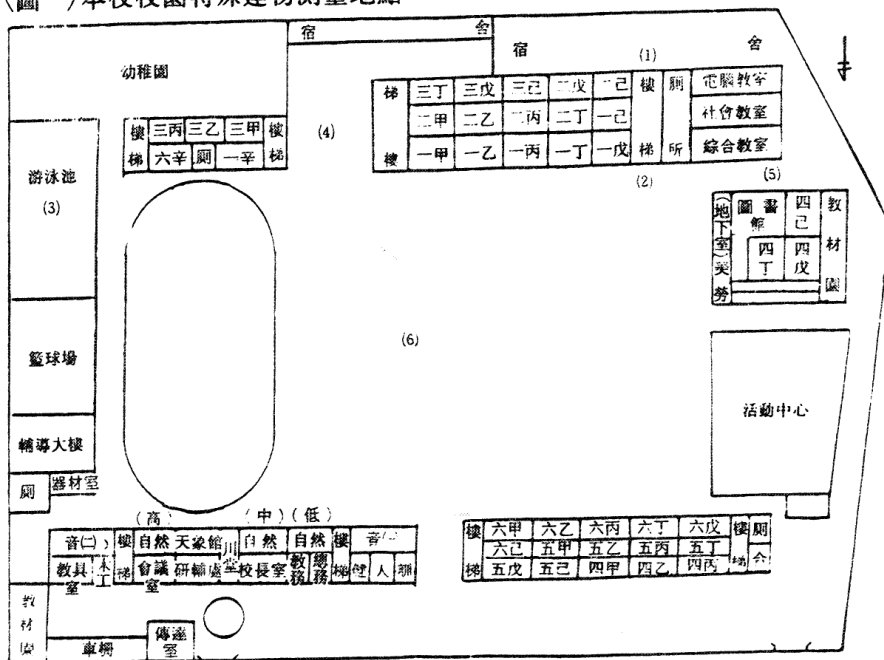 本校校園特殊建物測量地點
宿 舍
宿 舍
幼稚園
(1)
梯 三丁 三戊 三己 二戊 二己 樓 廁 電腦教室
二甲 二乙 二丙 二丁 一己 社會教室
樓 一甲 一乙 一丙 一丁 一戊 梯 所 綜合教室
樓 三丙 三乙 三甲 樓
梯 六辛 廁 一辛 梯
(4)
(2)
(5)
游泳池
(3)
(地下室)美勞
圖書館
四己
四丁
四戊
教材園
(6)
籃球場
活動中心
輔導大樓
廁
器材室
(高) (中) (低)
音(二) 樓 自然 天象館 川堂 自然 自然 樓 音
教具室 木工 梯 會議室 研輔處 校長室 教務 總務 梯 健 人
樓 六甲 六乙 六丙 六丁 六戊 樓 廁
六己 五甲 五乙 五丙 五丁
梯 五戊 五己 四甲 四乙 四丙 梯
教材園
車棚
傳達室